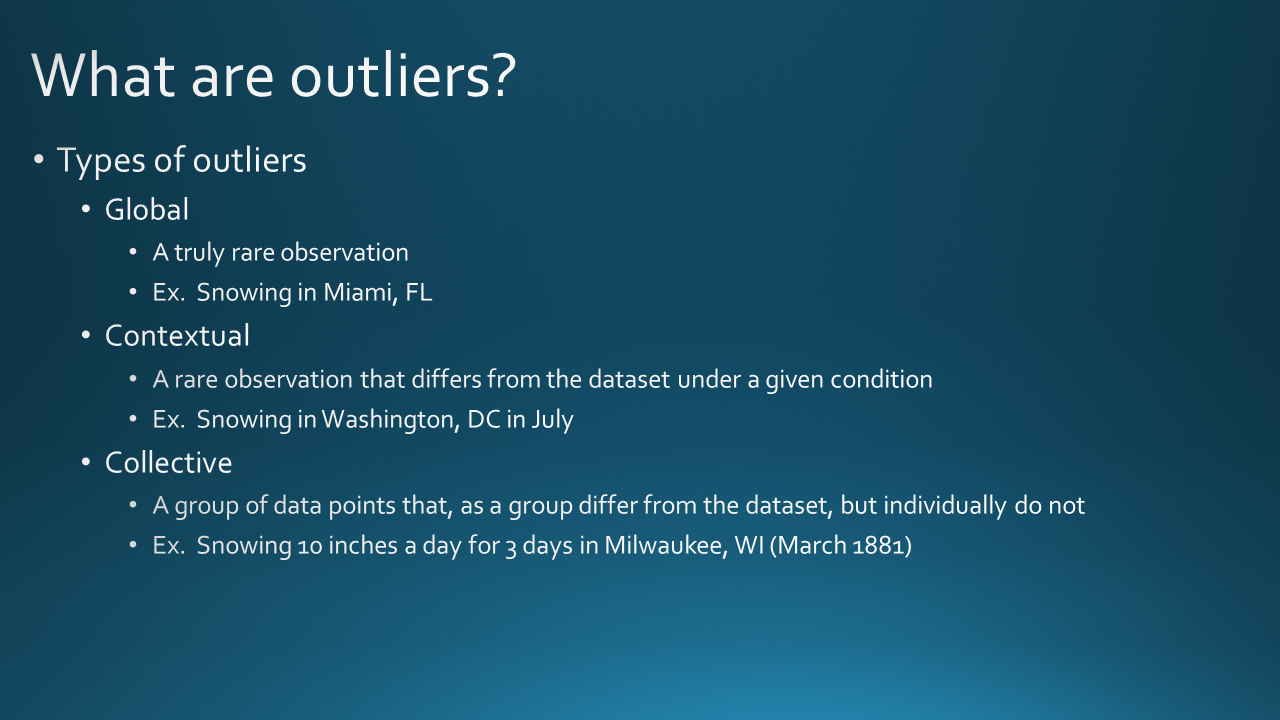 What are outliers?
• Types of outliers
• Global
• A truly rare observation
• Ex.  Snowing in Miami, FL
• Contextual
• A rare observation that differs from the dataset under a given condition
• Ex.  Snowing in Washington, DC in July
• Collective
• A group of data points that, as a group differ from the dataset, but individually do not
• Ex.  Snowing 10 inches a day for 3 days in Milwaukee, WI (March 1881)